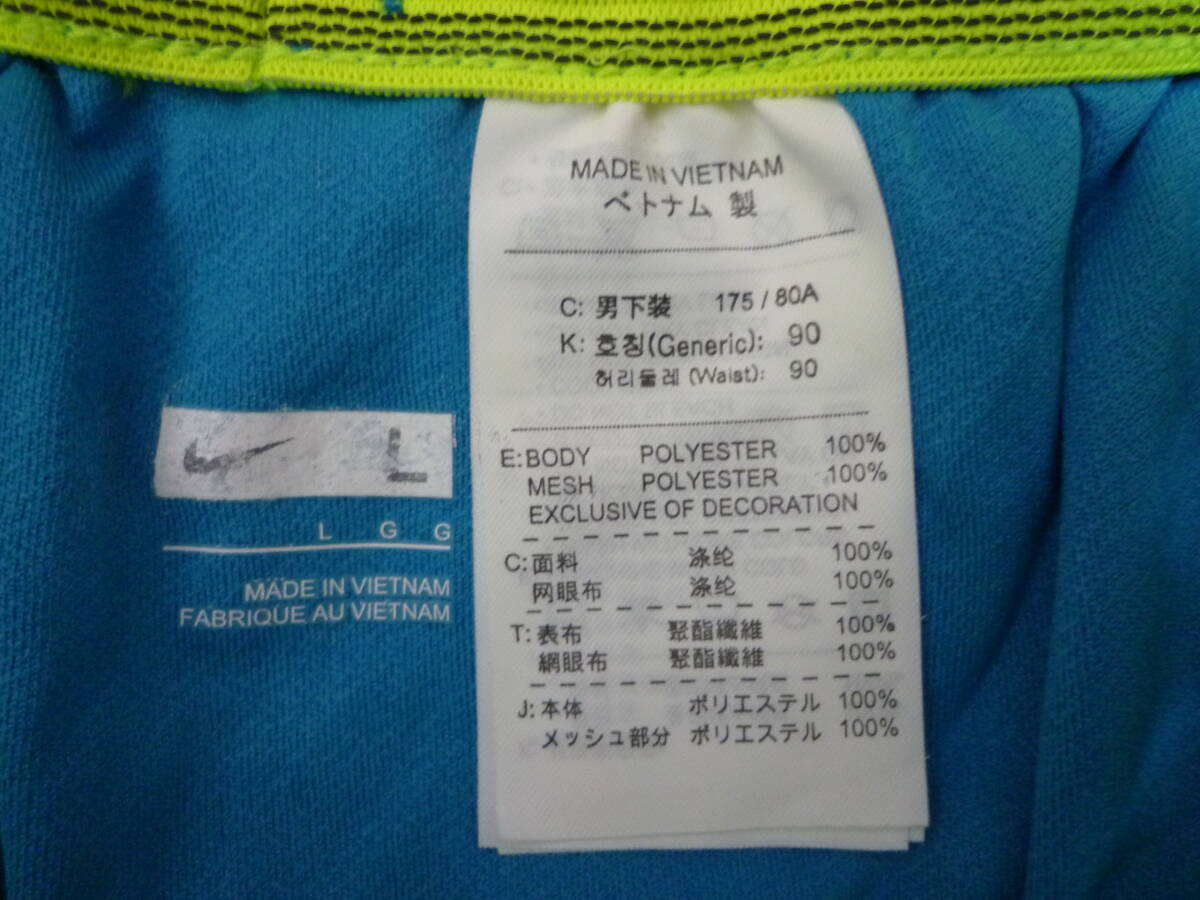 MADE IN VIETNAM
ベトナム 製
C: 男下装 175 / 80A
K: 호칭(Generic): 90
허리둘레 (Waist): 90
E: BODY POLYESTER 100%
MESH POLYESTER 100%
EXCLUSIVE OF DECORATION
C: 面料 涤纶 100%
网眼布 涤纶 100%
T: 表布 聚酯纖維 100%
網眼布 聚酯纖維 100%
J: 本体 ポリエステル 100%
メッシュ部分 ポリエステル 100%
L
L G G
MADE IN VIETNAM
FABRIQUE AU VIETNAM